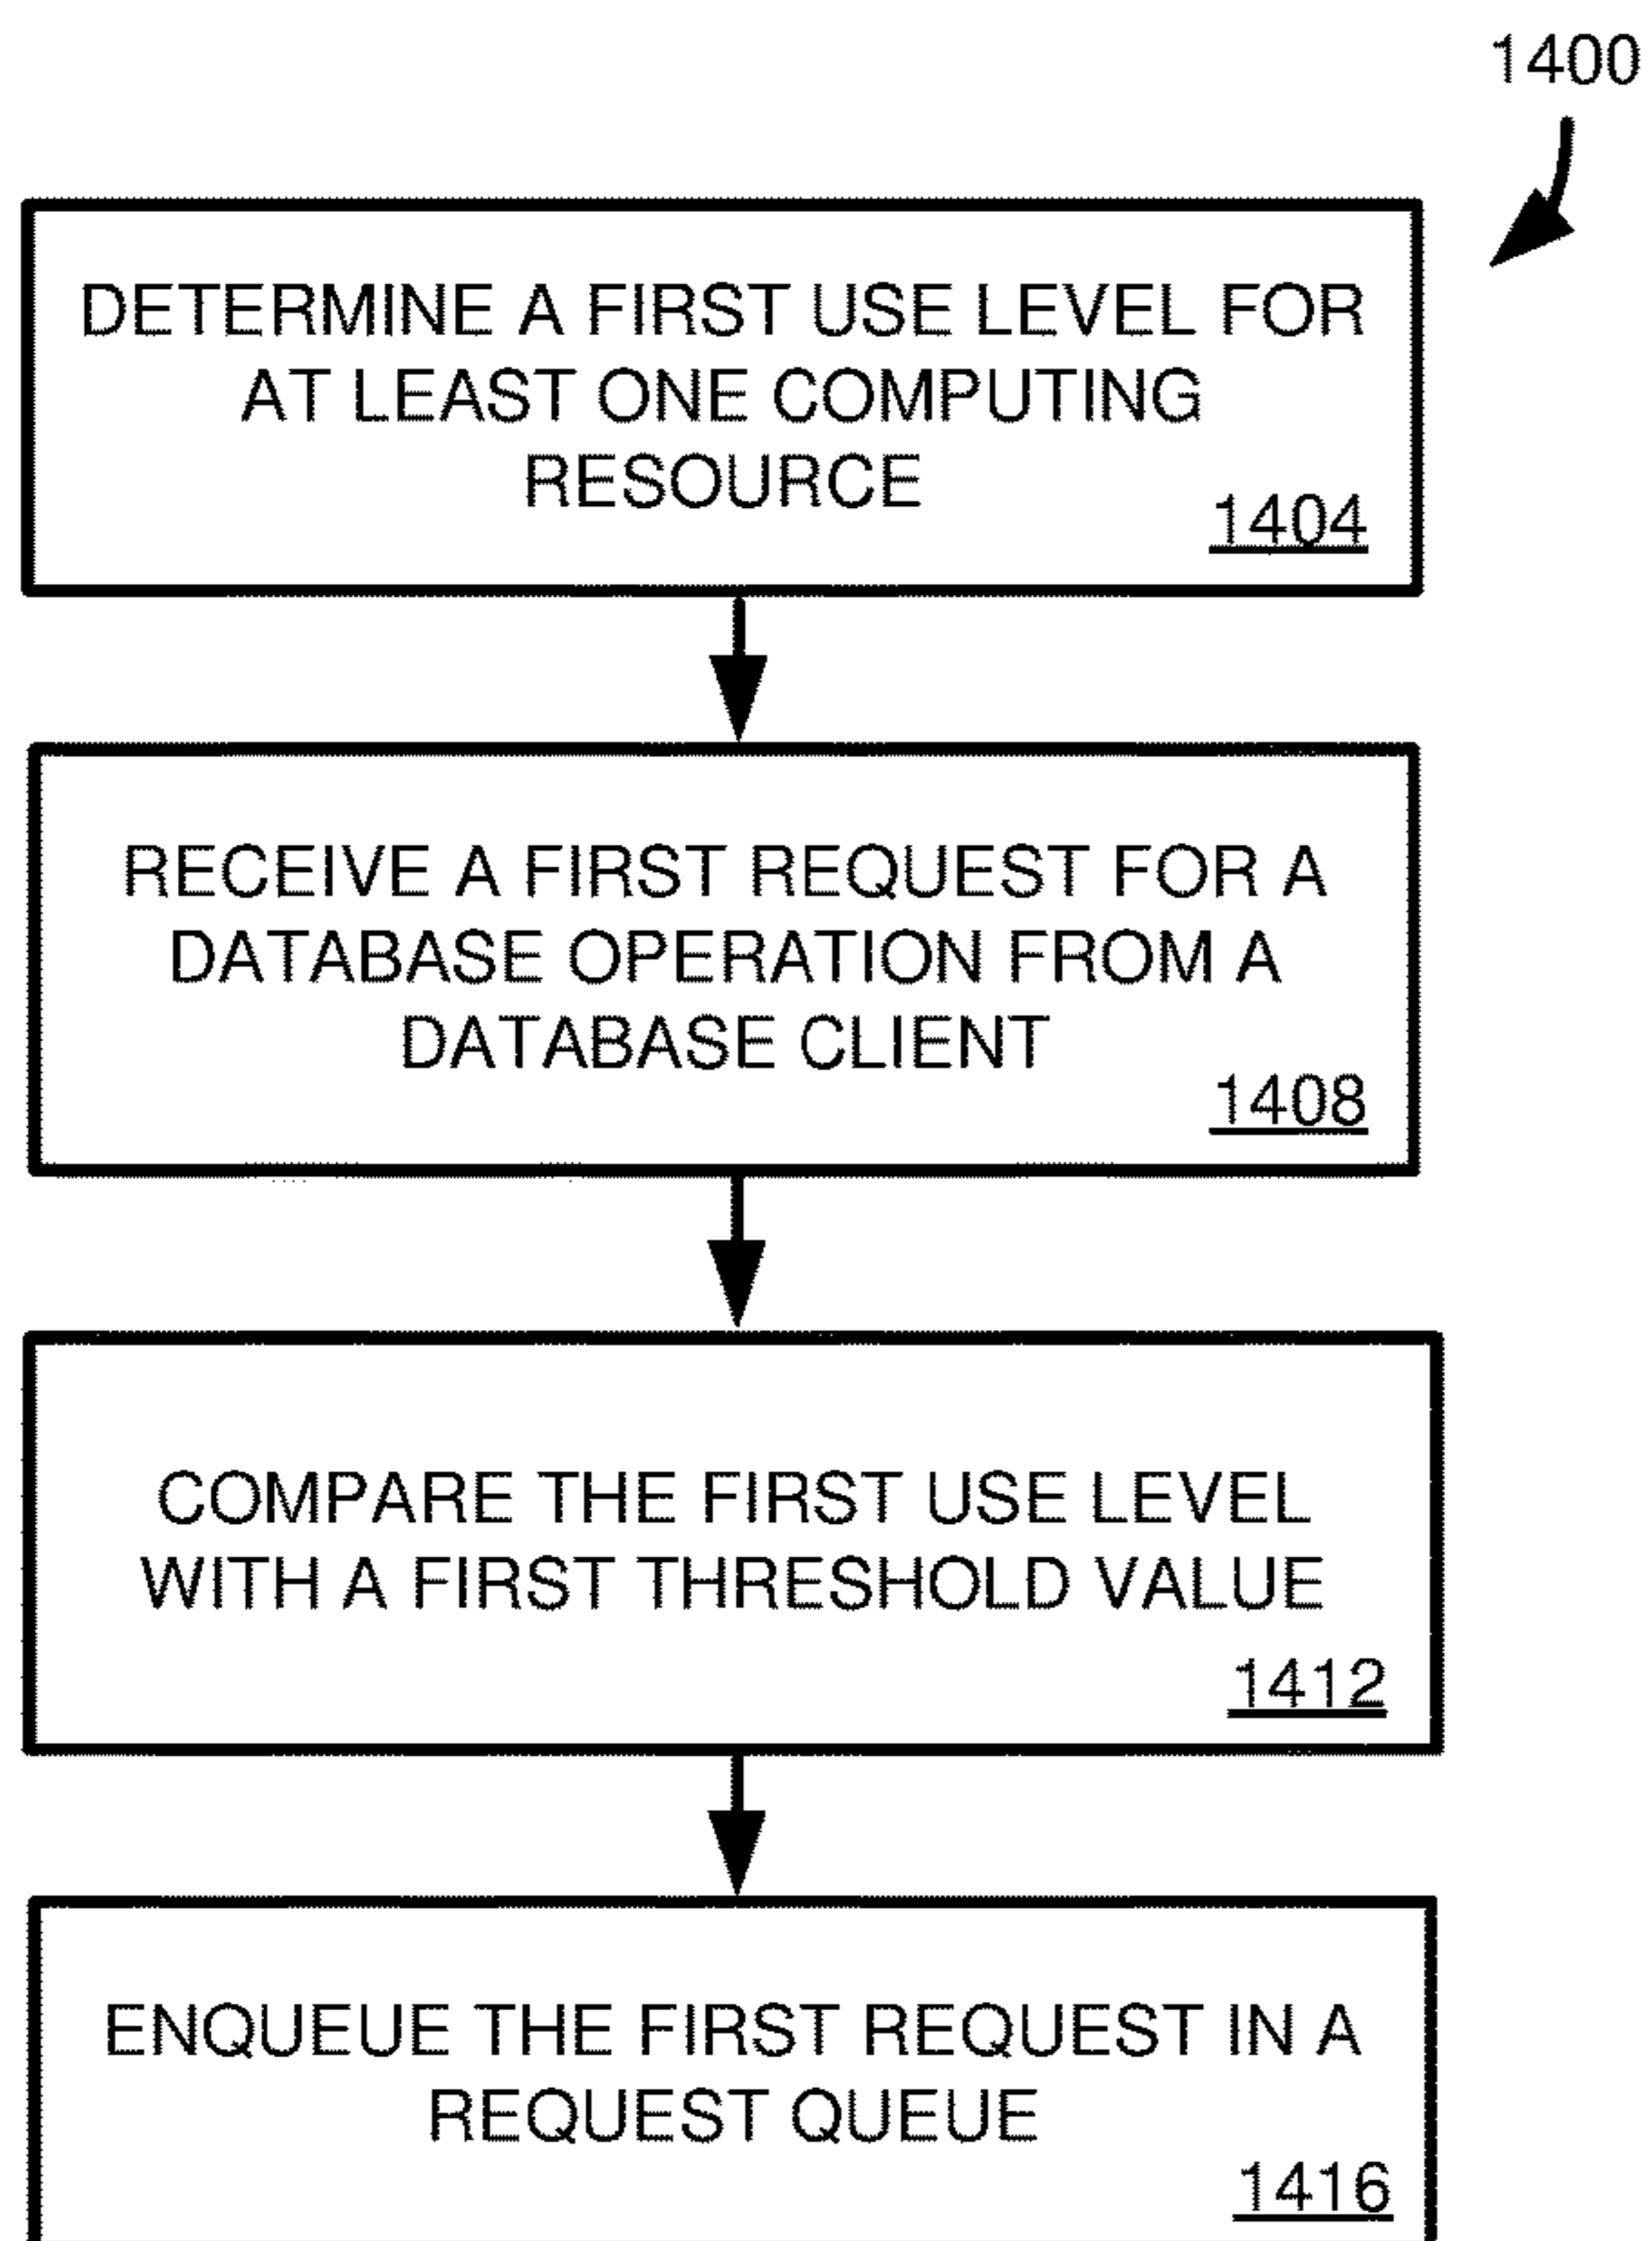 1400
DETERMINE A FIRST USE LEVEL FOR
AT LEAST ONE COMPUTING
RESOURCE
1404
RECEIVE A FIRST REQUEST FOR A
DATABASE OPERATION FROM A
DATABASE CLIENT
1408
COMPARE THE FIRST USE LEVEL
WITH A FIRST THRESHOLD VALUE
1412
ENQUEUE THE FIRST REQUEST IN A
REQUEST QUEUE
1416